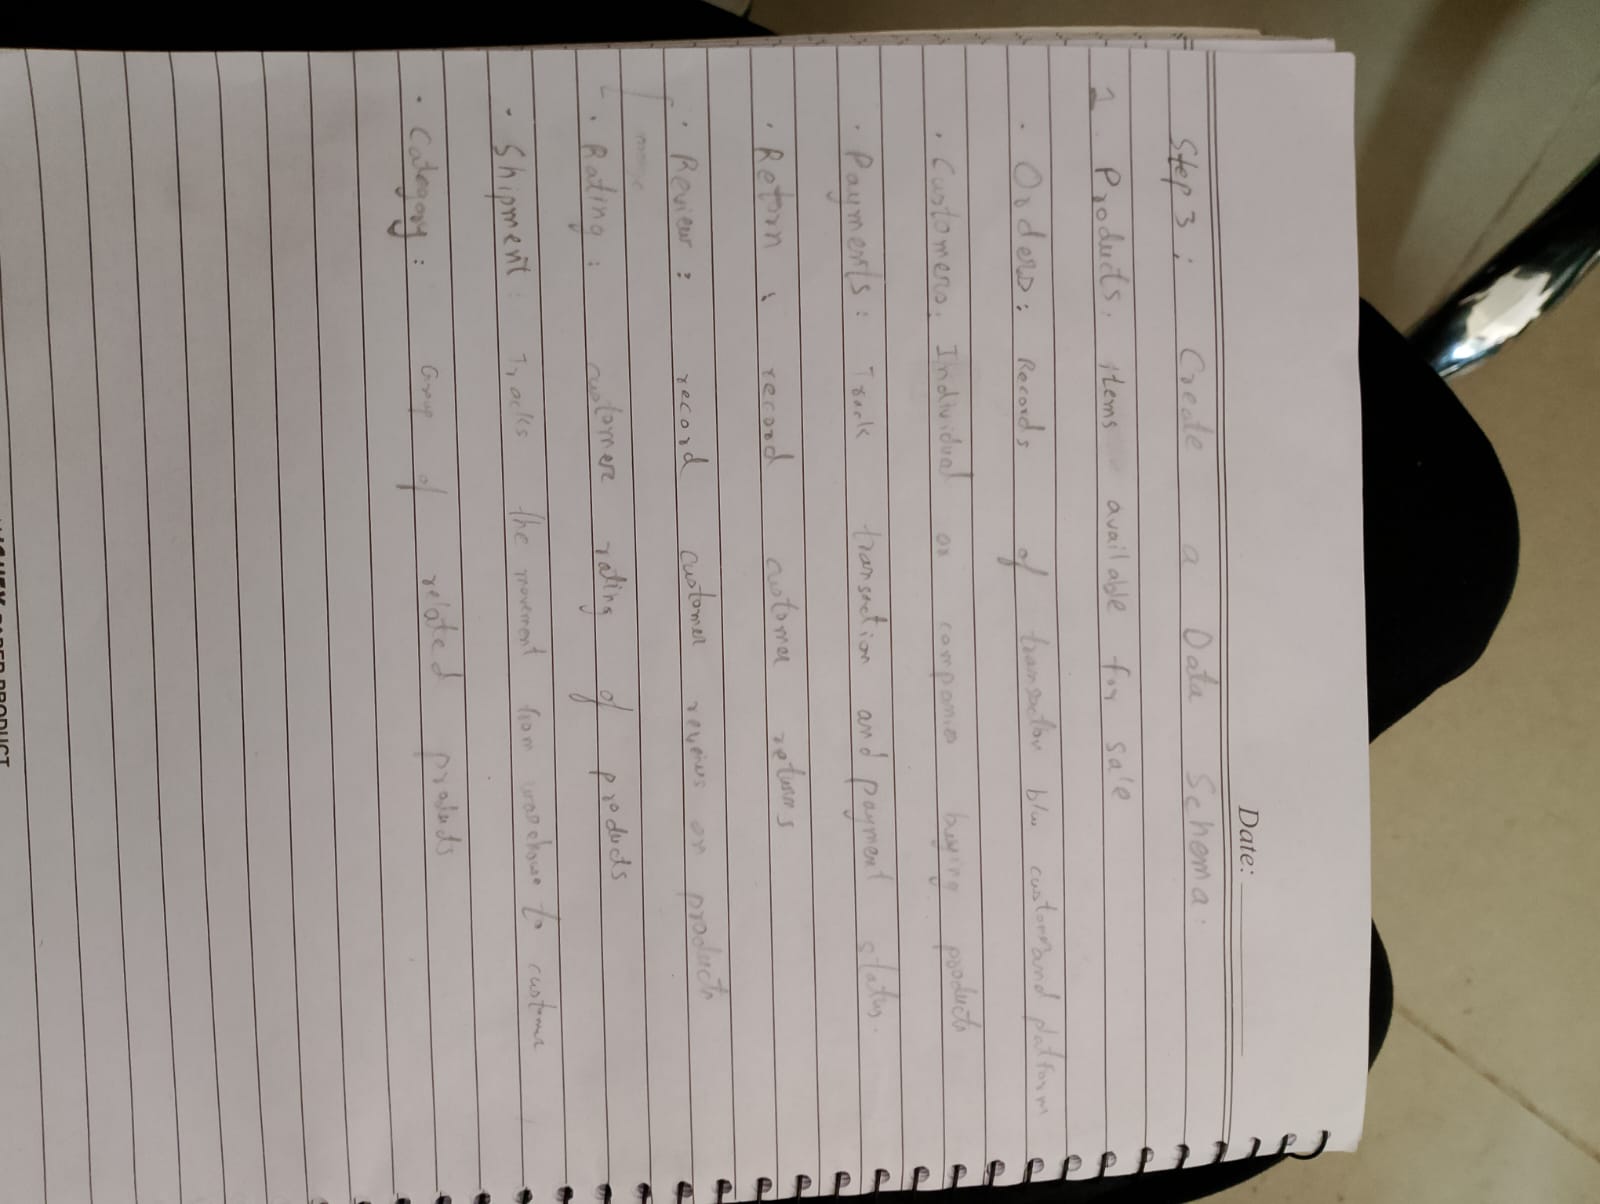 Date:
Step 3: Create a Data Schema.
1. Products. items available for sale
. Orders: Records of transaction b/w customer and platform
. Customers: Individual or companies buying products
. Payments: Track transaction and payment status.
. Return : record customer returns
. Review : record customer reveiws on products
. Rating : customer rating of products
. Shipment : Tracks the movement from warehouse to customer
. Category : Group of related products
PAPER PRODUCT